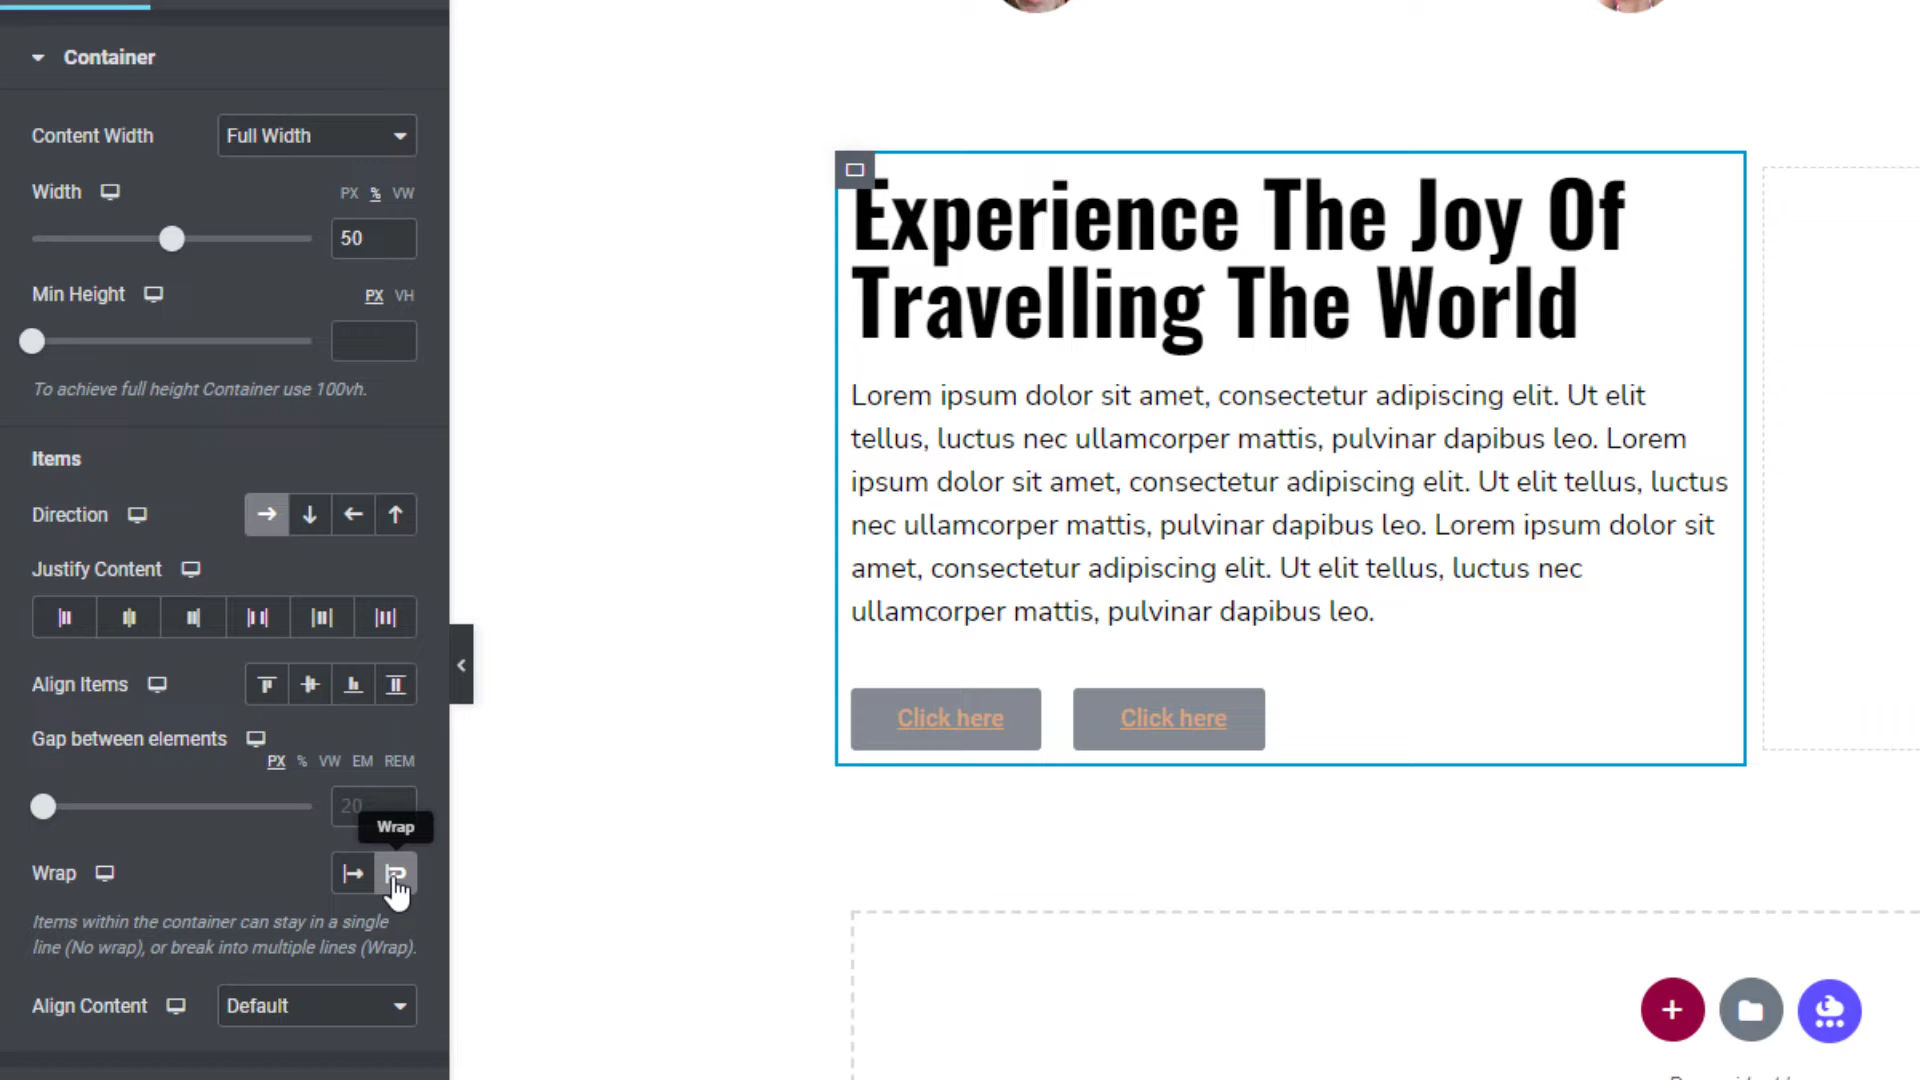 Container
Content Width
Full Width
Width
PX % VW
50
Min Height
PX VH
To achieve full height Container use 100vh.
Items
Direction
Justify Content
Align Items
Gap between elements
PX % VW EM REM
20
Wrap
Wrap
Items within the container can stay in a single
line (No wrap), or break into multiple lines (Wrap).
Align Content
Default
Experience The Joy Of
Travelling The World
Lorem ipsum dolor sit amet, consectetur adipiscing elit. Ut elit
tellus, luctus nec ullamcorper mattis, pulvinar dapibus leo. Lorem
ipsum dolor sit amet, consectetur adipiscing elit. Ut elit tellus, luctus
nec ullamcorper mattis, pulvinar dapibus leo. Lorem ipsum dolor sit
amet, consectetur adipiscing elit. Ut elit tellus, luctus nec
ullamcorper mattis, pulvinar dapibus leo.
Click here
Click here